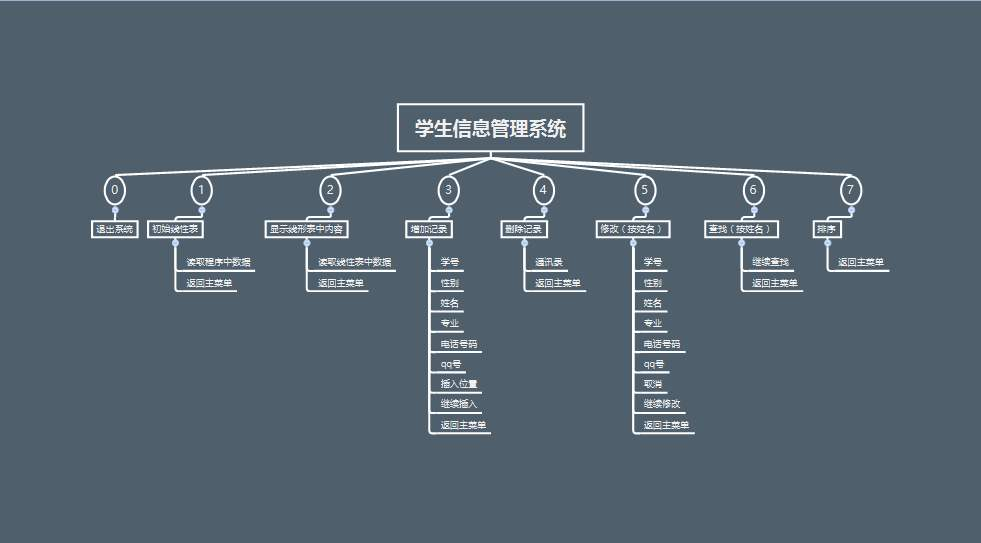 学生信息管理系统
0
1
2
3
4
5
6
7
退出系统
初始线性表
显示线形表中内容
增加记录
删除记录
修改（按姓名）
查找（按姓名）
排序
读取程序中数据
返回主菜单
读取线性表中数据
返回主菜单
学号
性别
姓名
专业
电话号码
qq号
插入位置
继续插入
返回主菜单
通讯录
返回主菜单
学号
性别
姓名
专业
电话号码
qq号
取消
继续修改
返回主菜单
继续查找
返回主菜单
返回主菜单